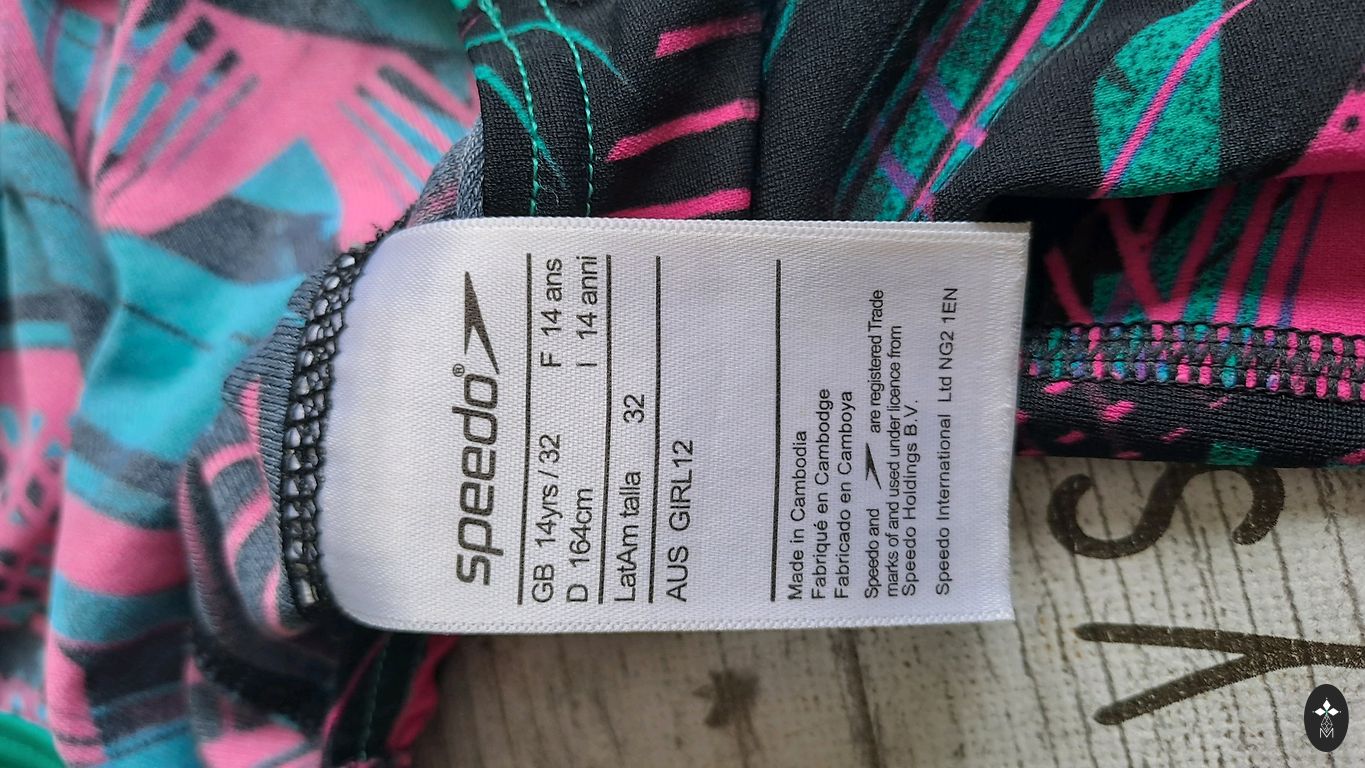 speedo®
GB 14yrs / 32 F 14 ans
D 164cm I 14 anni
LatAm talla 32
AUS GIRL12
Made in Cambodia
Fabriqué en Cambodge
Fabricado en Camboya
Speedo and are registered Trade
marks of and used under licence from
Speedo Holdings B.V.
Speedo International Ltd NG2 1EN
S
Y
M